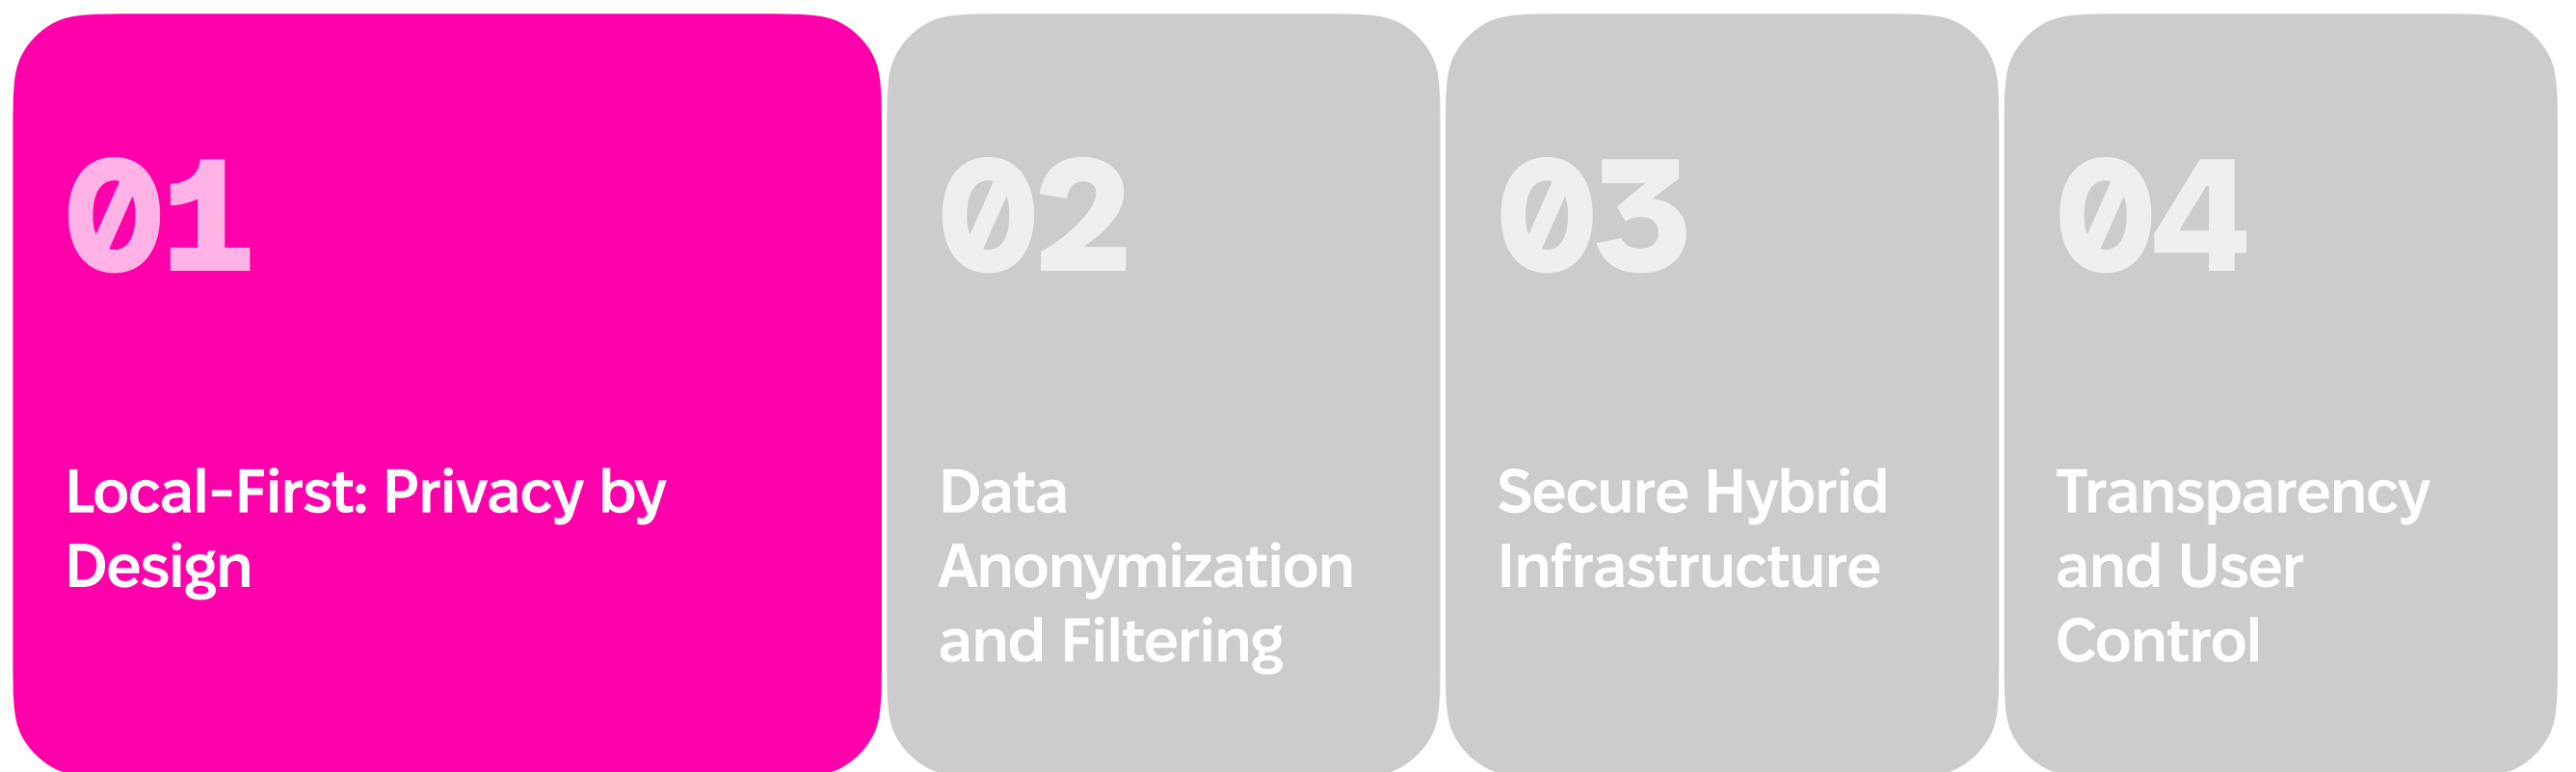 01
Local-First: Privacy by
Design
02
Data
Anonymization
and Filtering
03
Secure Hybrid
Infrastructure
04
Transparency
and User
Control